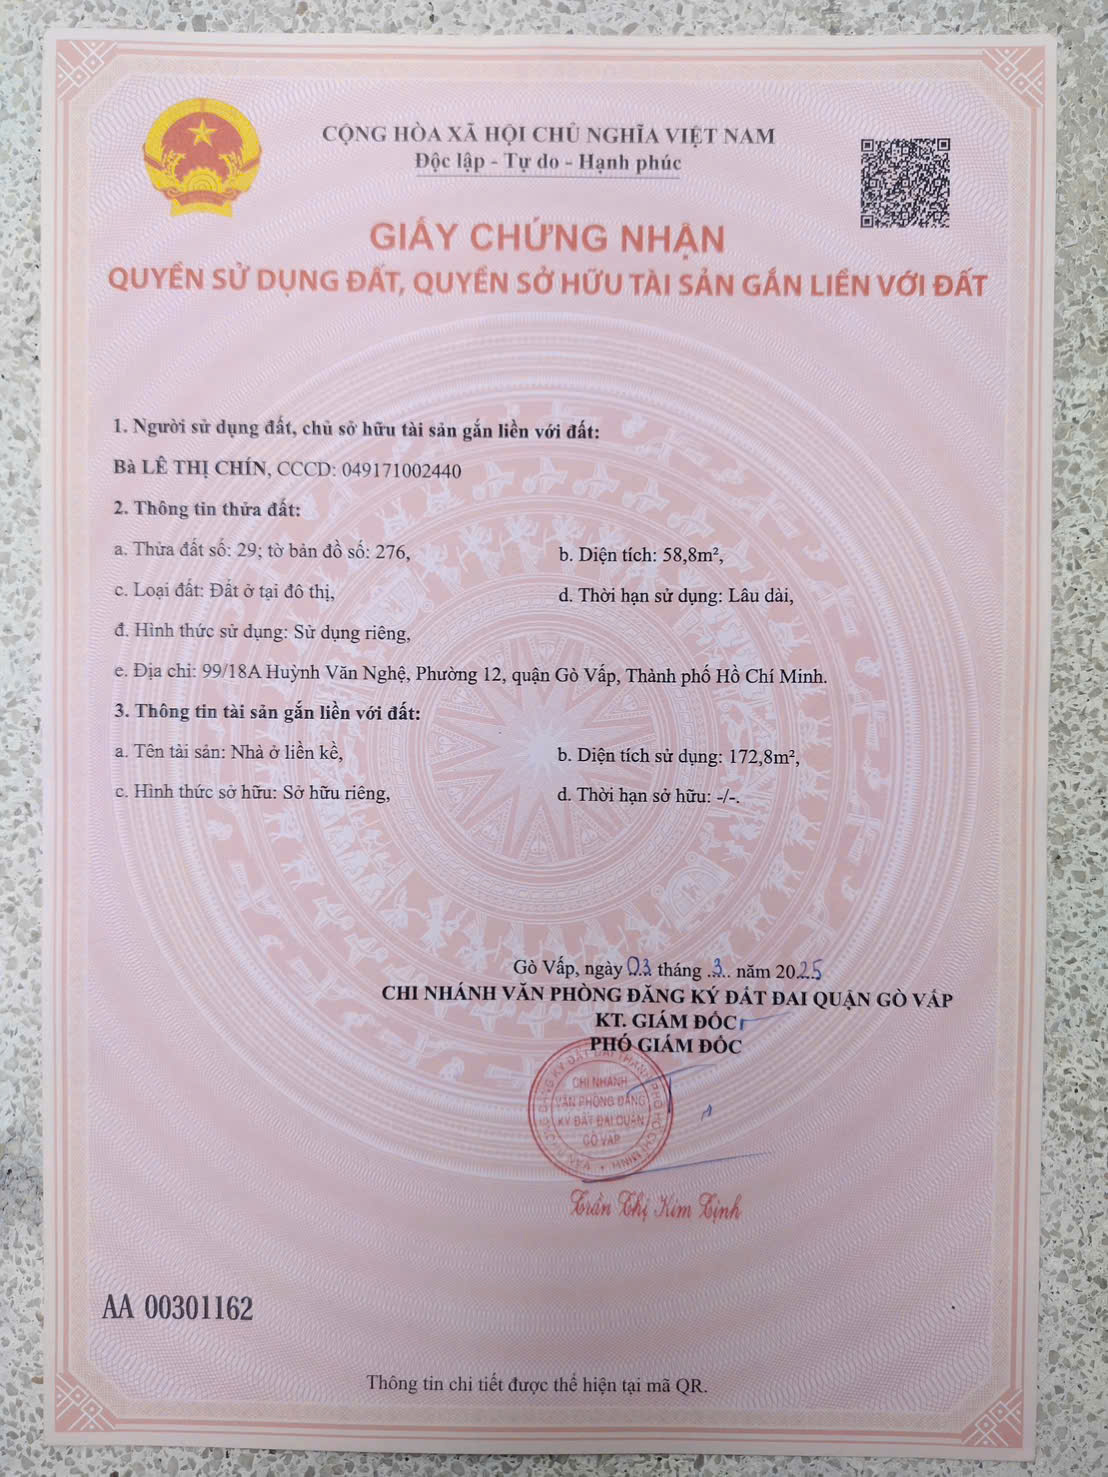 CỘNG HÒA XÃ HỘI CHỦ NGHĨA VIỆT NAM
Độc lập - Tự do - Hạnh phúc
GIẤY CHỨNG NHẬN
QUYỀN SỬ DỤNG ĐẤT, QUYỀN SỞ HỮU TÀI SẢN GẮN LIỀN VỚI ĐẤT
1. Người sử dụng đất, chủ sở hữu tài sản gắn liền với đất:
Bà LÊ THỊ CHÍN, CCCD: 049171002440
2. Thông tin thửa đất:
a. Thửa đất số: 29; tờ bản đồ số: 276, b. Diện tích: 58,8m²,
c. Loại đất: Đất ở tại đô thị, d. Thời hạn sử dụng: Lâu dài,
đ. Hình thức sử dụng: Sử dụng riêng,
e. Địa chỉ: 99/18A Huỳnh Văn Nghệ, Phường 12, quận Gò Vấp, Thành phố Hồ Chí Minh.
3. Thông tin tài sản gắn liền với đất:
a. Tên tài sản: Nhà ở liền kề, b. Diện tích sử dụng: 172,8m²,
c. Hình thức sở hữu: Sở hữu riêng, d. Thời hạn sở hữu: -/-.
Gò Vấp, ngày 03 tháng 3 năm 2025
CHI NHÁNH VĂN PHÒNG ĐĂNG KÝ ĐẤT ĐAI QUẬN GÒ VẤP
KT. GIÁM ĐỐC
PHÓ GIÁM ĐỐC
CHI NHÁNH
VĂN PHÒNG ĐĂNG
KÝ ĐẤT ĐAI QUẬN
GÒ VẤP
Trần Thị Kim Định
AA 00301162
Thông tin chi tiết được thể hiện tại mã QR.